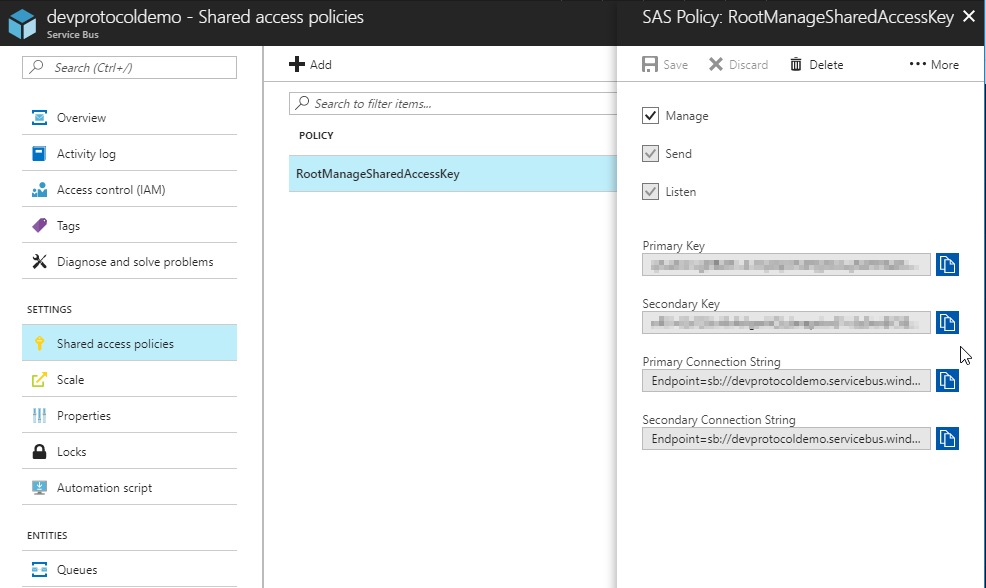 devprotocoldemo - Shared access policies
Service Bus
Search (Ctrl+/)
Overview
Activity log
Access control (IAM)
Tags
Diagnose and solve problems
SETTINGS
Shared access policies
Scale
Properties
Locks
Automation script
ENTITIES
Queues
Add
Search to filter items...
POLICY
RootManageSharedAccessKey
SAS Policy: RootManageSharedAccessKey
Save Discard Delete More
Manage
Send
Listen
Primary Key
Secondary Key
Primary Connection String
Endpoint=sb://devprotocoldemo.servicebus.wind...
Secondary Connection String
Endpoint=sb://devprotocoldemo.servicebus.wind...